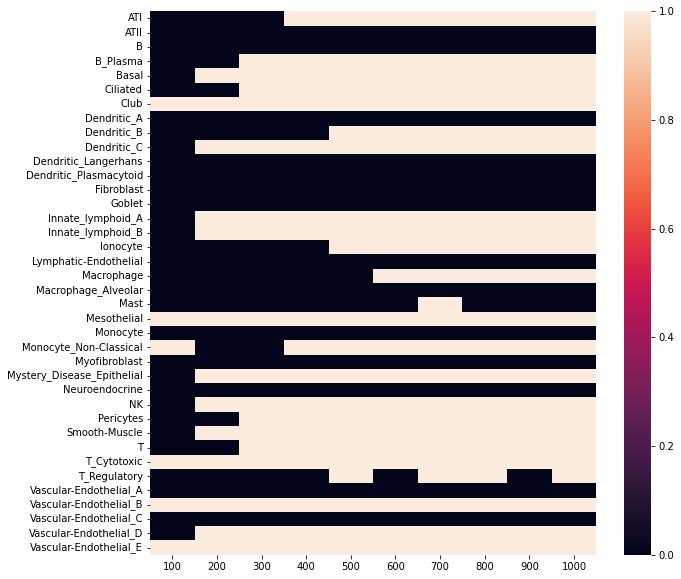 ATI
ATII
B
B_Plasma
Basal
Ciliated
Club
Dendritic_A
Dendritic_B
Dendritic_C
Dendritic_Langerhans
Dendritic_Plasmacytoid
Fibroblast
Goblet
Innate_lymphoid_A
Innate_lymphoid_B
Ionocyte
Lymphatic-Endothelial
Macrophage
Macrophage_Alveolar
Mast
Mesothelial
Monocyte
Monocyte_Non-Classical
Myofibroblast
Mystery_Disease_Epithelial
Neuroendocrine
NK
Pericytes
Smooth-Muscle
T
T_Cytotoxic
T_Regulatory
Vascular-Endothelial_A
Vascular-Endothelial_B
Vascular-Endothelial_C
Vascular-Endothelial_D
Vascular-Endothelial_E
100 200 300 400 500 600 700 800 900 1000
1.0
0.8
0.6
0.4
0.2
0.0